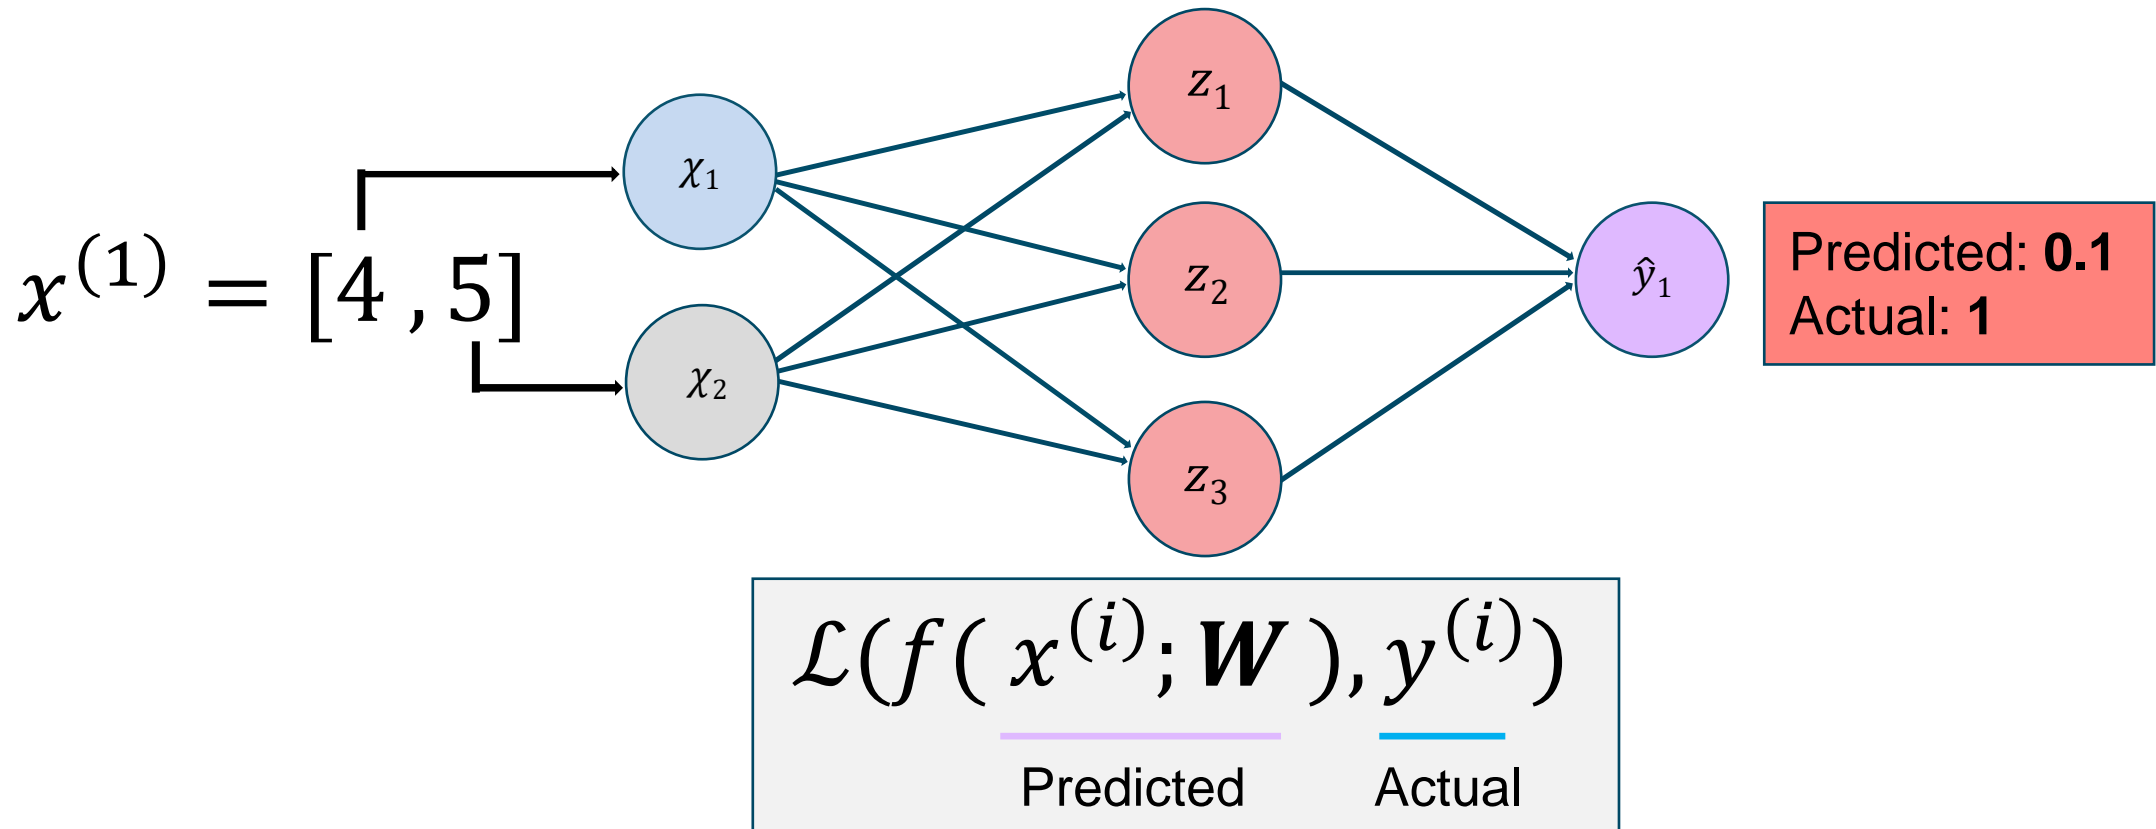 x⁽¹⁾ = [4 , 5]
χ₁
χ₂
z₁
z₂
z₃
ŷ₁
Predicted: 0.1
Actual: 1
ℒ(f( x⁽ⁱ⁾; W ), y⁽ⁱ⁾)
Predicted Actual